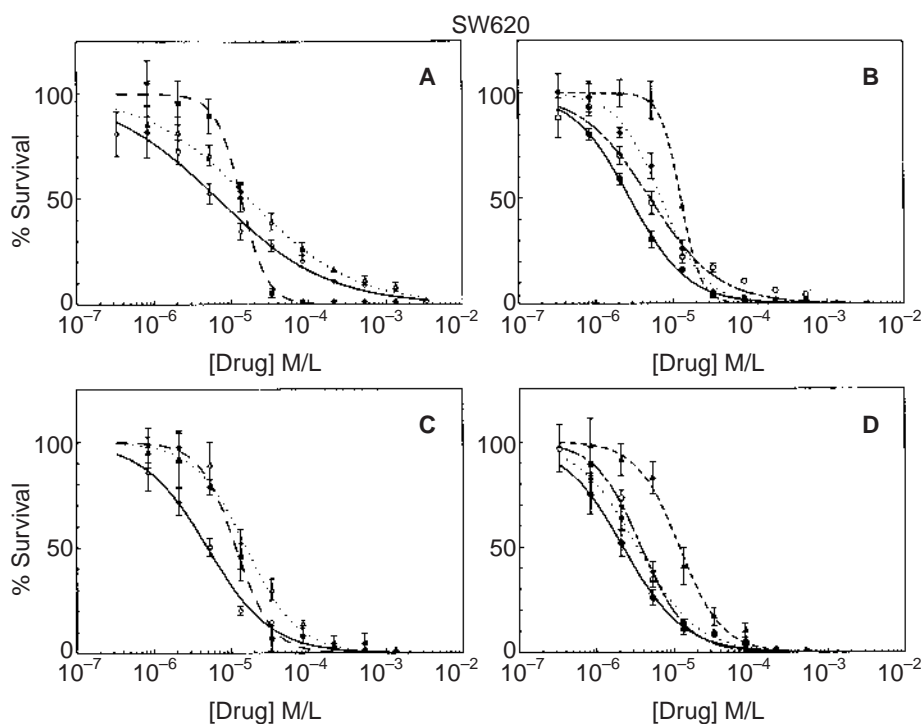 SW620
A
100
50
0
% Survival
10⁻⁷ 10⁻⁶ 10⁻⁵ 10⁻⁴ 10⁻³ 10⁻²
[Drug] M/L
B
100
50
0
10⁻⁷ 10⁻⁶ 10⁻⁵ 10⁻⁴ 10⁻³ 10⁻²
[Drug] M/L
C
100
50
0
% Survival
10⁻⁷ 10⁻⁶ 10⁻⁵ 10⁻⁴ 10⁻³ 10⁻²
[Drug] M/L
D
100
50
0
10⁻⁷ 10⁻⁶ 10⁻⁵ 10⁻⁴ 10⁻³ 10⁻²
[Drug] M/L